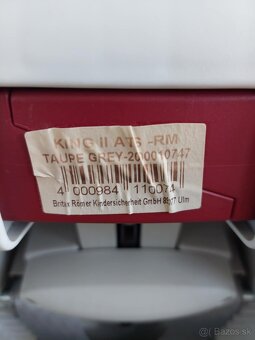 KING II ATS -RM
TAUPE GREY-2000010747
4 000984 110074
Britax Römer Kindersicherheit GmbH 89077 Ulm
© bazos.sk